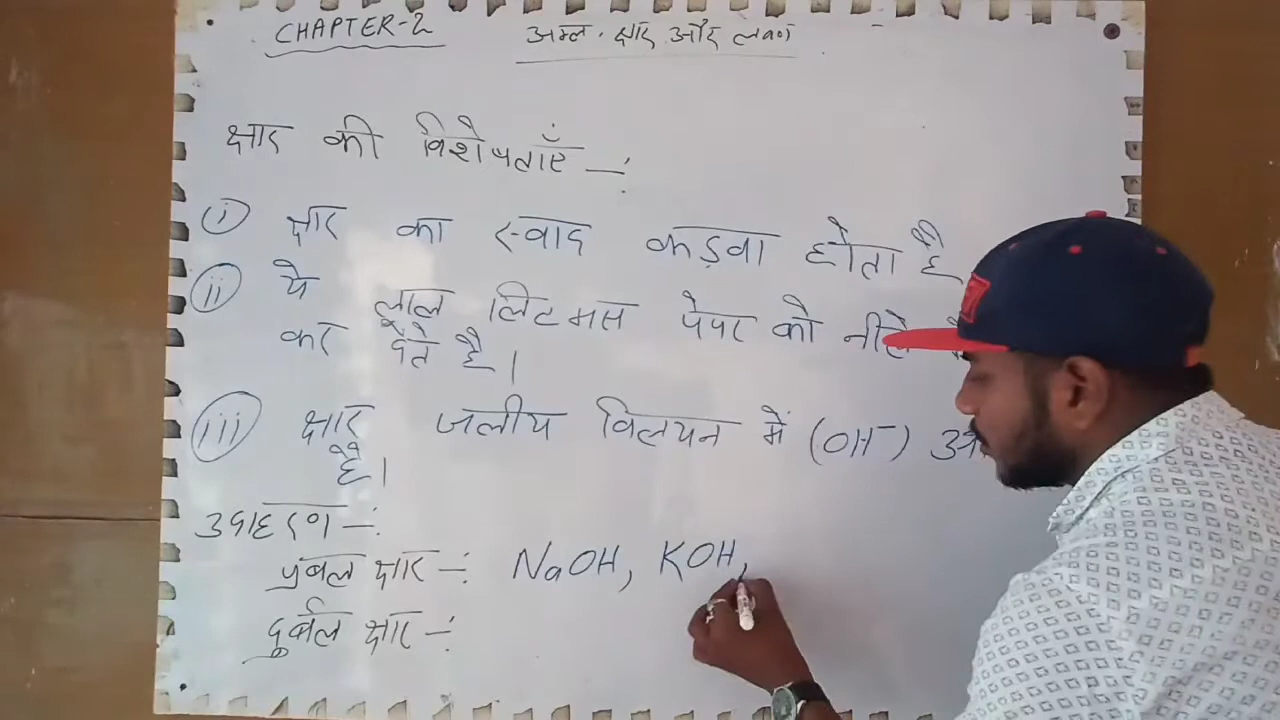 CHAPTER-2
अम्ल, क्षार और लवण
क्षार की विशेषताएँ -:
(i) क्षार का स्वाद कड़वा होता है
(ii) ये लाल लिटमस पेपर को नीले
कर देते है।
(iii) क्षार जलीय विलयन में (OH⁻)
है।
उदाहरण -:
प्रबल क्षार -: NaOH, KOH,
दुर्बल क्षार -: